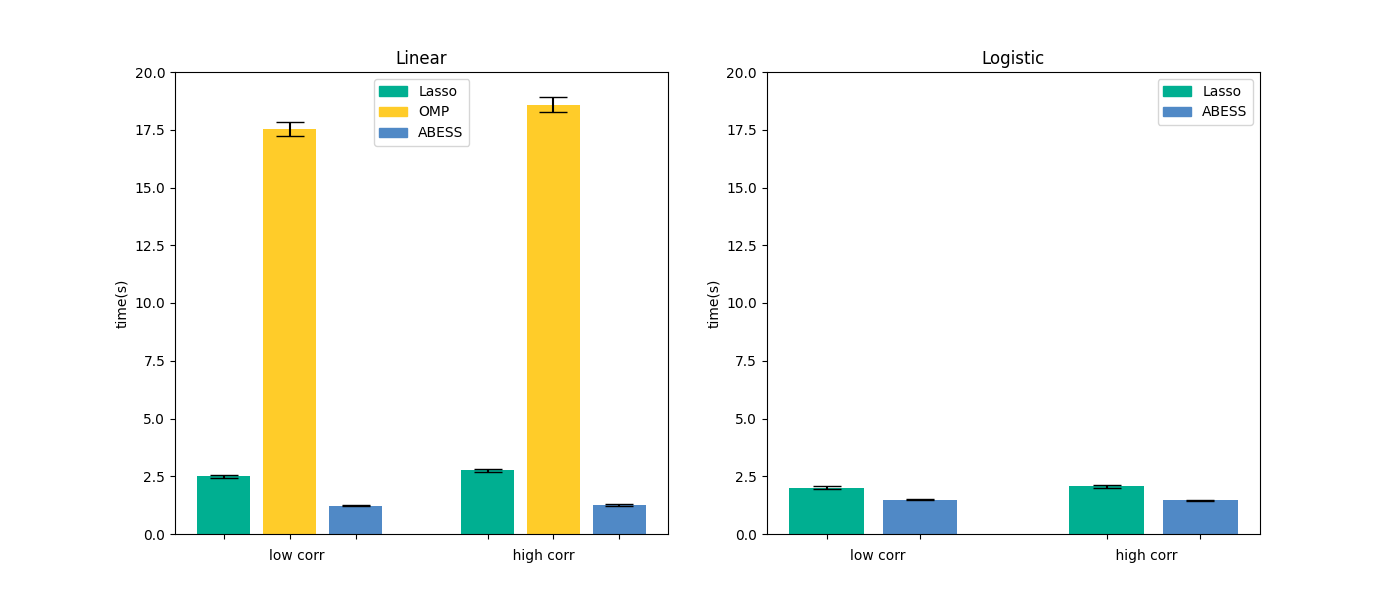 Linear
20.0
17.5
15.0
12.5
10.0
7.5
5.0
2.5
0.0
time(s)
Lasso
OMP
ABESS
low corr
high corr
Logistic
20.0
17.5
15.0
12.5
10.0
7.5
5.0
2.5
0.0
time(s)
Lasso
ABESS
low corr
high corr